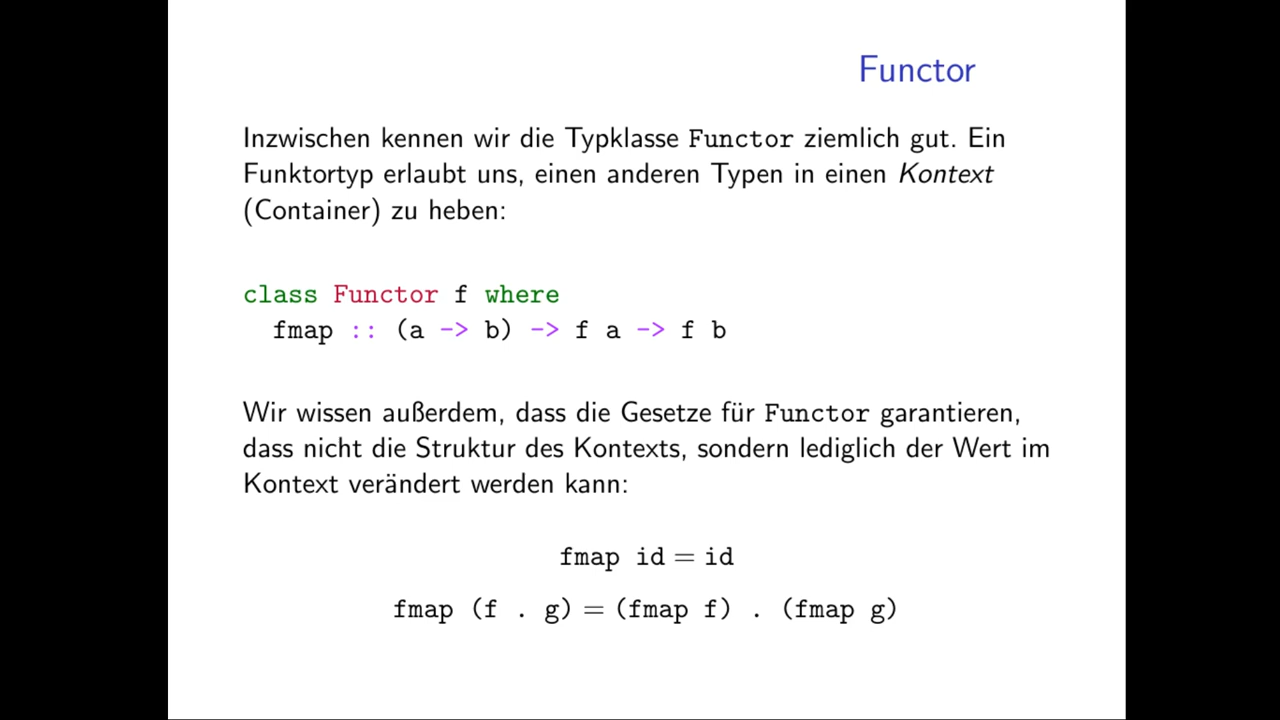 Functor
Inzwischen kennen wir die Typklasse Functor ziemlich gut. Ein
Funktortyp erlaubt uns, einen anderen Typen in einen Kontext
(Container) zu heben:
class Functor f where
  fmap :: (a -> b) -> f a -> f b
Wir wissen außerdem, dass die Gesetze für Functor garantieren,
dass nicht die Struktur des Kontexts, sondern lediglich der Wert im
Kontext verändert werden kann:
fmap id = id
fmap (f . g) = (fmap f) . (fmap g)